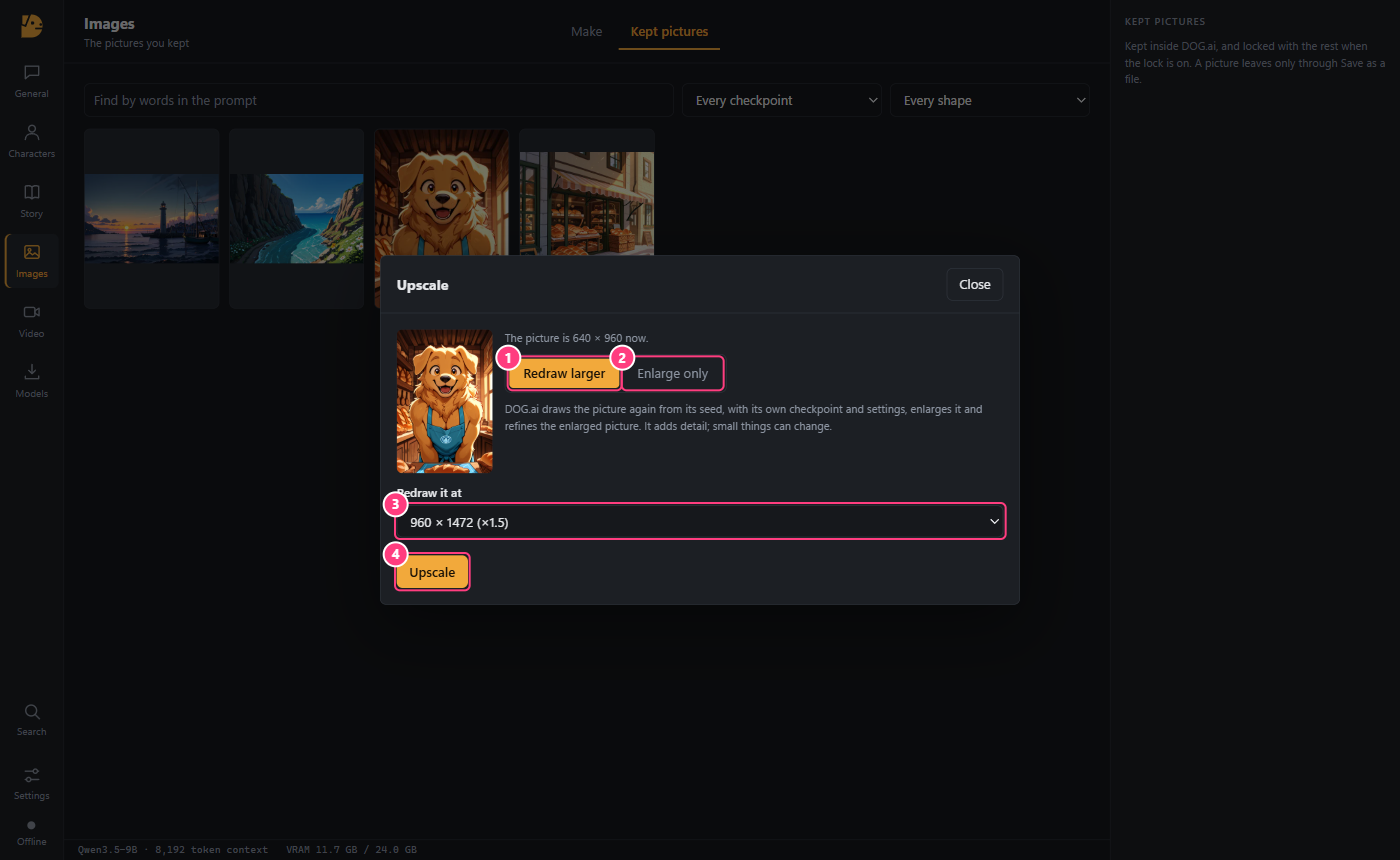 Images
The pictures you kept
Make
Kept pictures
KEPT PICTURES
Kept inside DOG.ai, and locked with the rest when
the lock is on. A picture leaves only through Save as a
file.
General
Characters
Story
Images
Video
Models
Search
Settings
Offline
Find by words in the prompt
Every checkpoint
Every shape
Upscale
Close
The picture is 640 × 960 now.
1
Redraw larger
2
Enlarge only
DOG.ai draws the picture again from its seed, with its own checkpoint and settings, enlarges it and
refines the enlarged picture. It adds detail; small things can change.
Redraw it at
3
960 × 1472 (×1.5)
4
Upscale
Qwen3.5-9B · 8,192 token context VRAM 11.7 GB / 24.0 GB